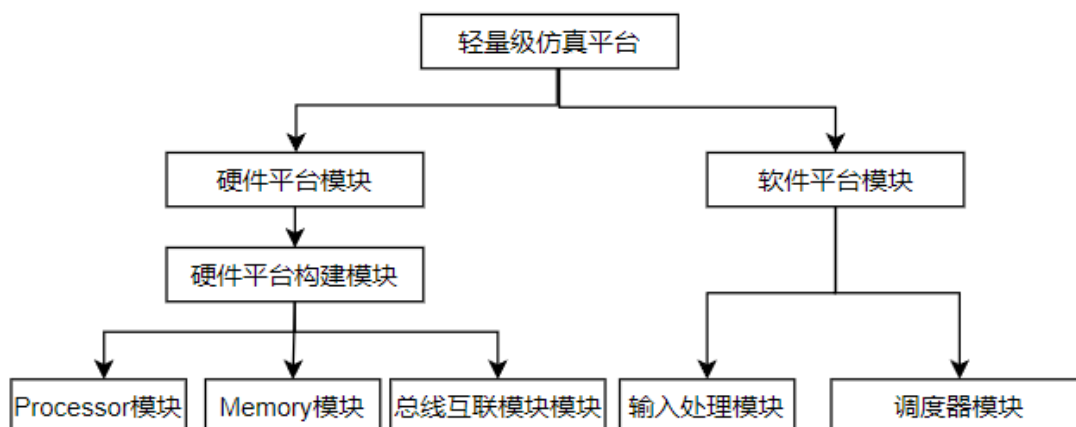 轻量级仿真平台
硬件平台模块
软件平台模块
硬件平台构建模块
Processor模块
Memory模块
总线互联模块模块
输入处理模块
调度器模块